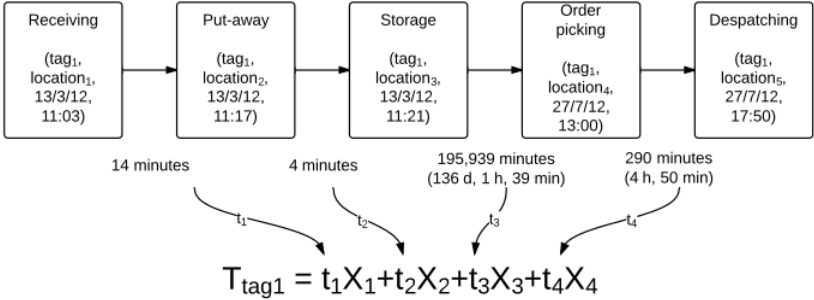 Receiving
(tag₁,
location₁,
13/3/12,
11:03)
Put-away
(tag₁,
location₂,
13/3/12,
11:17)
Storage
(tag₁,
location₃,
13/3/12,
11:21)
Order
picking
(tag₁,
location₄,
27/7/12,
13:00)
Despatching
(tag₁,
location₅,
27/7/12,
17:50)
14 minutes
4 minutes
195,939 minutes
(136 d, 1 h, 39 min)
290 minutes
(4 h, 50 min)
t₁
t₂
t₃
t₄
T_tag1 = t₁X₁+t₂X₂+t₃X₃+t₄X₄